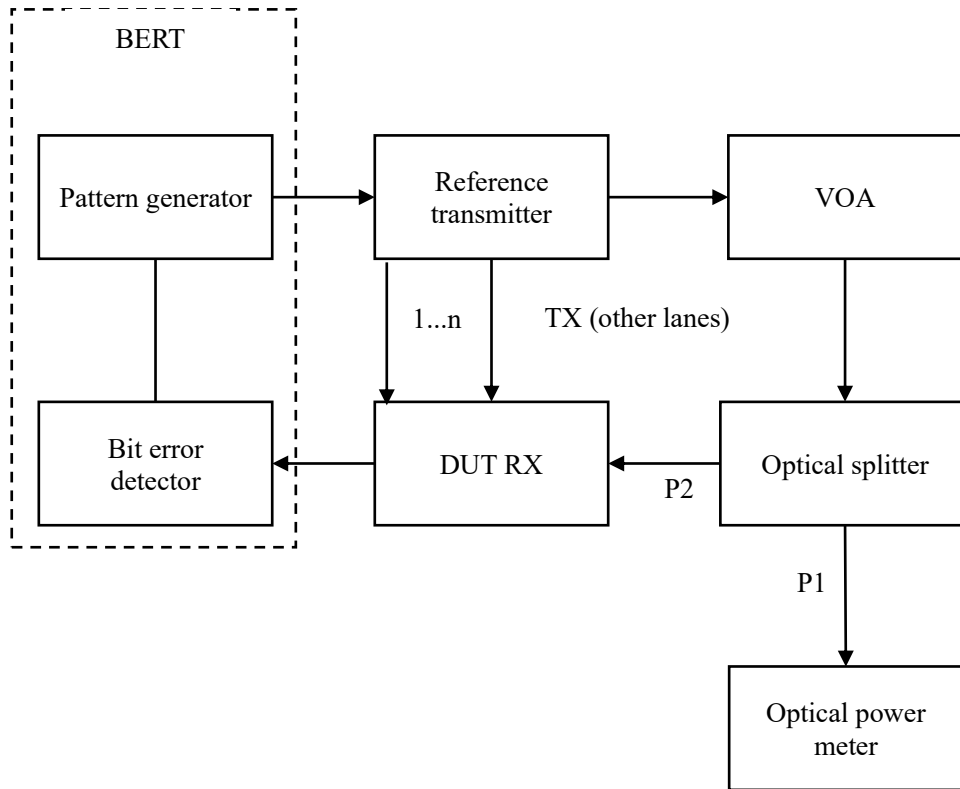 BERT
Pattern generator
Reference
transmitter
VOA
1...n
TX (other lanes)
Bit error
detector
DUT RX
P2
Optical splitter
P1
Optical power
meter